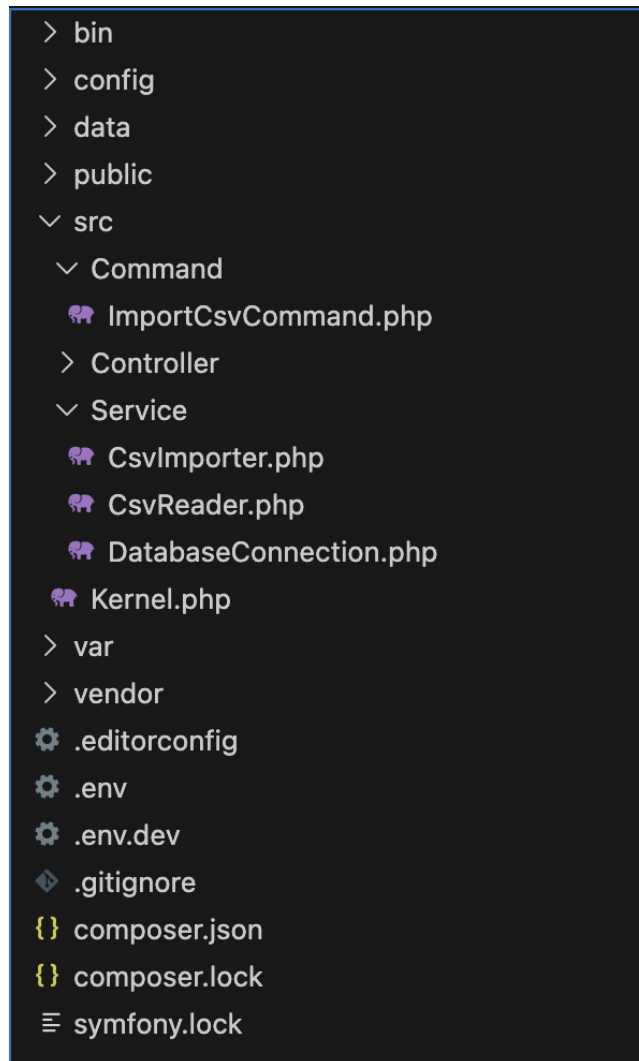 bin
config
data
public
src
Command
ImportCsvCommand.php
Controller
Service
CsvImporter.php
CsvReader.php
DatabaseConnection.php
Kernel.php
var
vendor
.editorconfig
.env
.env.dev
.gitignore
composer.json
composer.lock
symfony.lock